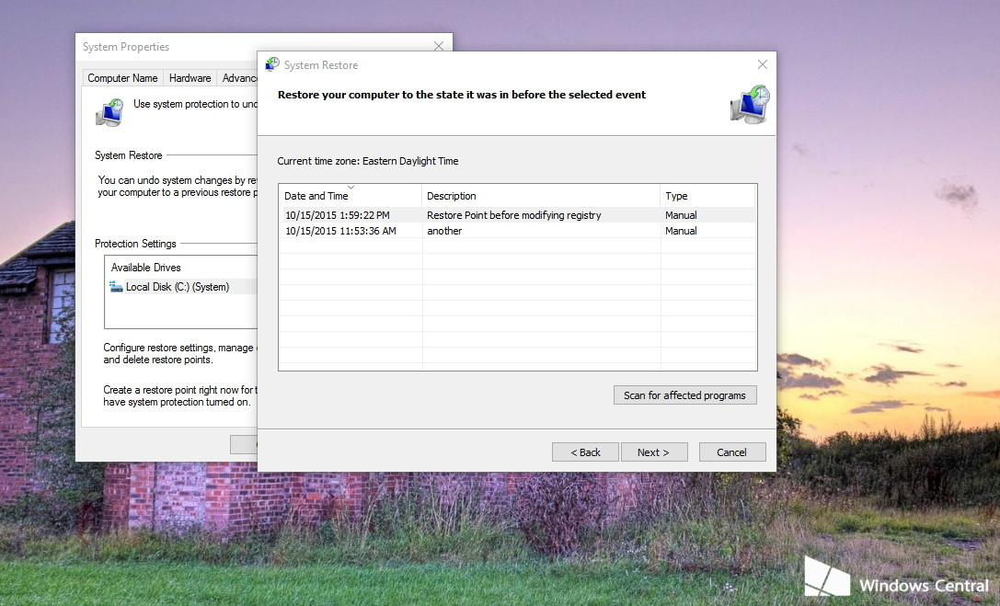 System Properties
Computer Name Hardware
Use system protection to
System Restore
You can undo system changes by
your computer to a previous restore
Protection Settings
Available Drives
Local Disk (C:) (System)
Configure restore settings, manage
and delete restore points.
Create a restore point right now for
have system protection turned on.
System Restore
Restore your computer to the state it was in before the selected event
Current time zone: Eastern Daylight Time
Date and Time Description Type
10/15/2015 1:59:22 PM Restore Point before modifying registry Manual
10/15/2015 11:53:36 AM another Manual
Scan for affected programs
< Back Next > Cancel
Windows Central